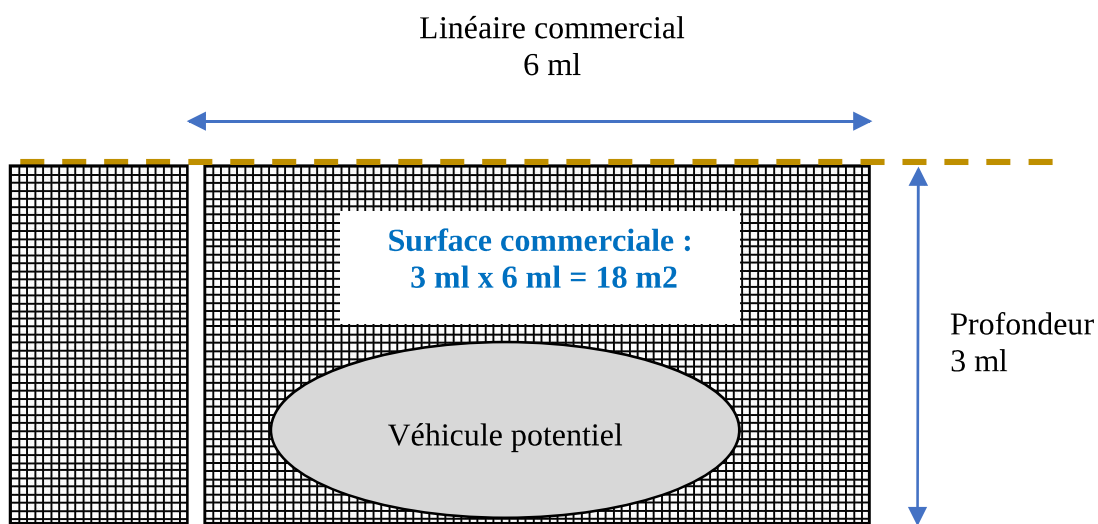 Linéaire commercial
6 ml
Surface commerciale :
3 ml x 6 ml = 18 m2
Profondeur
3 ml
Véhicule potentiel